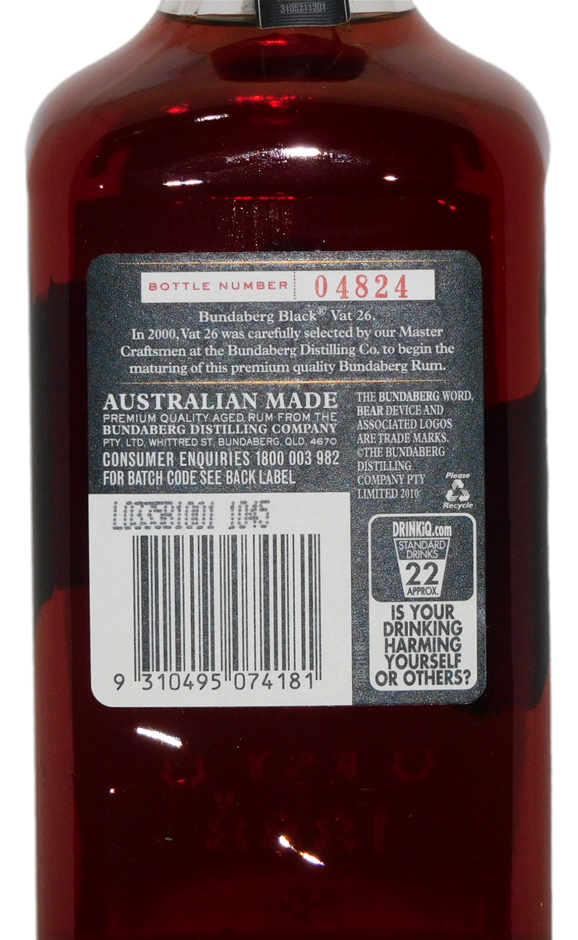 3105211201
BOTTLE NUMBER 04824
Bundaberg Black® Vat 26.
In 2000, Vat 26 was carefully selected by our Master
Craftsmen at the Bundaberg Distilling Co. to begin the
maturing of this premium quality Bundaberg Rum.
AUSTRALIAN MADE
PREMIUM QUALITY AGED RUM FROM THE
BUNDABERG DISTILLING COMPANY
PTY. LTD. WHITTRED ST, BUNDABERG, QLD, 4670
CONSUMER ENQUIRIES 1800 003 982
FOR BATCH CODE SEE BACK LABEL
THE BUNDABERG WORD,
BEAR DEVICE AND
ASSOCIATED LOGOS
ARE TRADE MARKS.
©THE BUNDABERG
DISTILLING
COMPANY PTY
LIMITED 2010
Please
Recycle
L0335B1001 1045
9 310495 074181
DRINKiQ.com
STANDARD
DRINKS
22
APPROX.
IS YOUR
DRINKING
HARMING
YOURSELF
OR OTHERS?